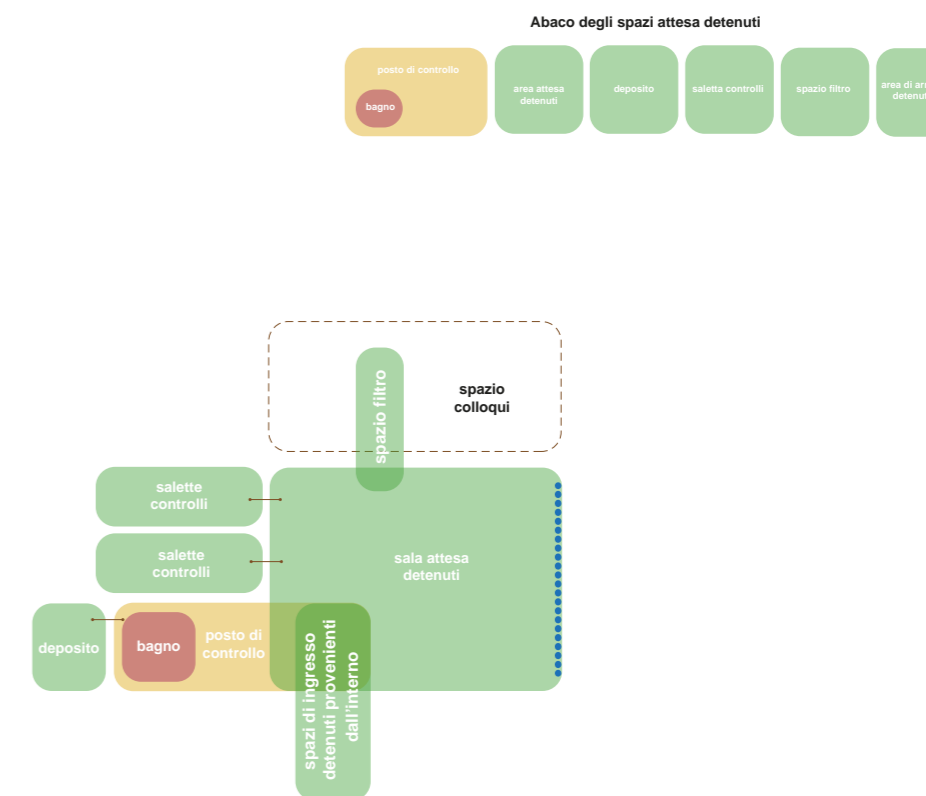 Abaco degli spazi attesa detenuti
posto di controllo
bagno
area attesa
detenuti
deposito
saletta controlli
spazio filtro
spazio filtro
spazio
colloqui
salette
controlli
salette
controlli
sala attesa
detenuti
deposito
bagno
posto di
controllo
spazi di ingresso
detenuti provenienti
dall'interno